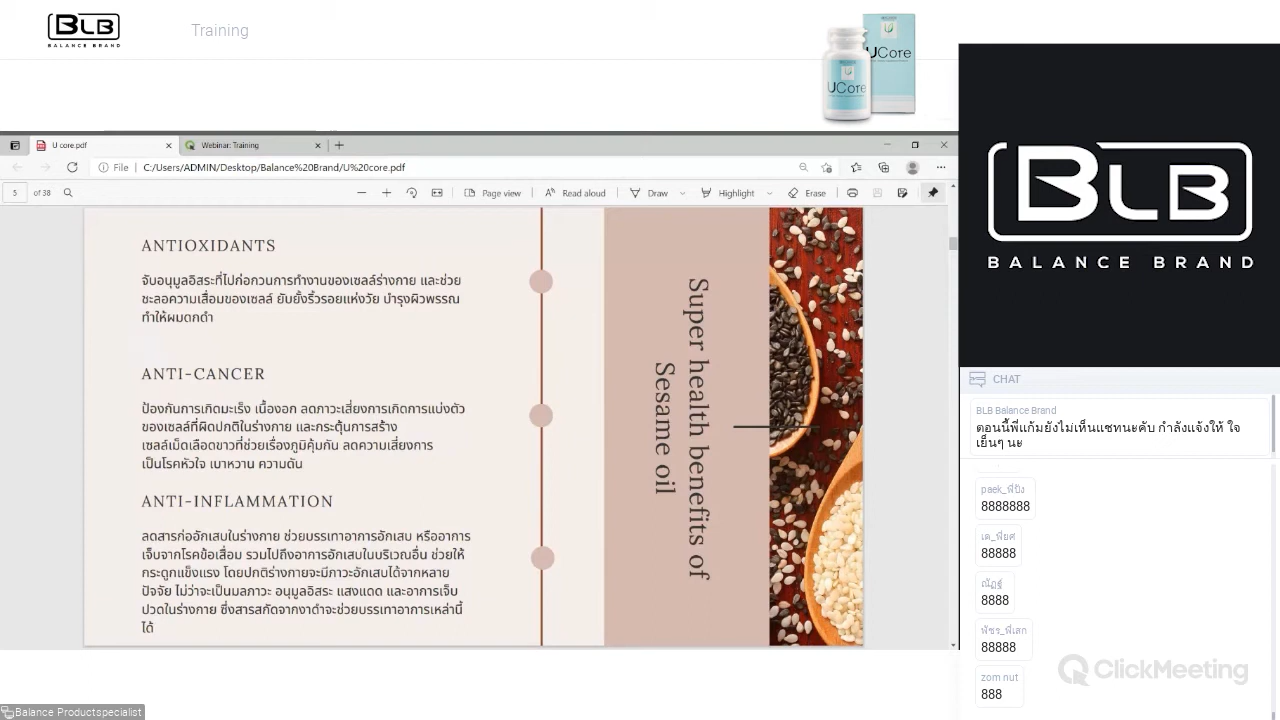 BLB
BALANCE BRAND
Training
UCore
UCore
U core.pdf
Webinar: Training
File
C:/Users/ADMIN/Desktop/Balance%20Brand/U%20core.pdf
5
of 38
Page view
Read aloud
Draw
Highlight
Erase
ANTIOXIDANTS
จับอนุมูลอิสระที่ไปก่อกวนการทำงานของเซลล์ร่างกาย และช่วย
ชะลอความเสื่อมของเซลล์ ยับยั้งริ้วรอยแห่งวัย บำรุงผิวพรรณ
ทำให้ผมดกดำ
ANTI-CANCER
ป้องกันการเกิดมะเร็ง เนื้องอก ลดภาวะเสี่ยงการเกิดการแบ่งตัว
ของเซลล์ที่ผิดปกติในร่างกาย และกระตุ้นการสร้าง
เซลล์เม็ดเลือดขาวที่ช่วยเรื่องภูมิคุ้มกัน ลดความเสี่ยงการ
เป็นโรคหัวใจ เบาหวาน ความดัน
ANTI-INFLAMMATION
ลดสารก่ออักเสบในร่างกาย ช่วยบรรเทาอาการอักเสบ หรืออาการ
เจ็บจากโรคข้อเสื่อม รวมไปถึงอาการอักเสบในบริเวณอื่น ช่วยให้
กระดูกแข็งแรง โดยปกติร่างกายจะมีภาวะอักเสบได้จากหลาย
ปัจจัย ไม่ว่าจะเป็นมลภาวะ อนุมูลอิสระ แสงแดด และอาการเจ็บ
ปวดในร่างกาย ซึ่งสารสกัดจากงาดำจะช่วยบรรเทาอาการเหล่านี้
ได้
Super health benefits of
Sesame oil
BLB
BALANCE BRAND
CHAT
BLB Balance Brand
ตอนนี้พี่แก้มยังไม่เห็นแชทนะคับ กำลังแจ้งให้ ใจ
เย็นๆ นะ
paek_พี่ปิง
8888888
เค_พี่ยศ
88888
ณัฏฐ์
8888
พัชร_พี่เสก
88888
zom nut
888
ClickMeeting
Balance Productspecialist